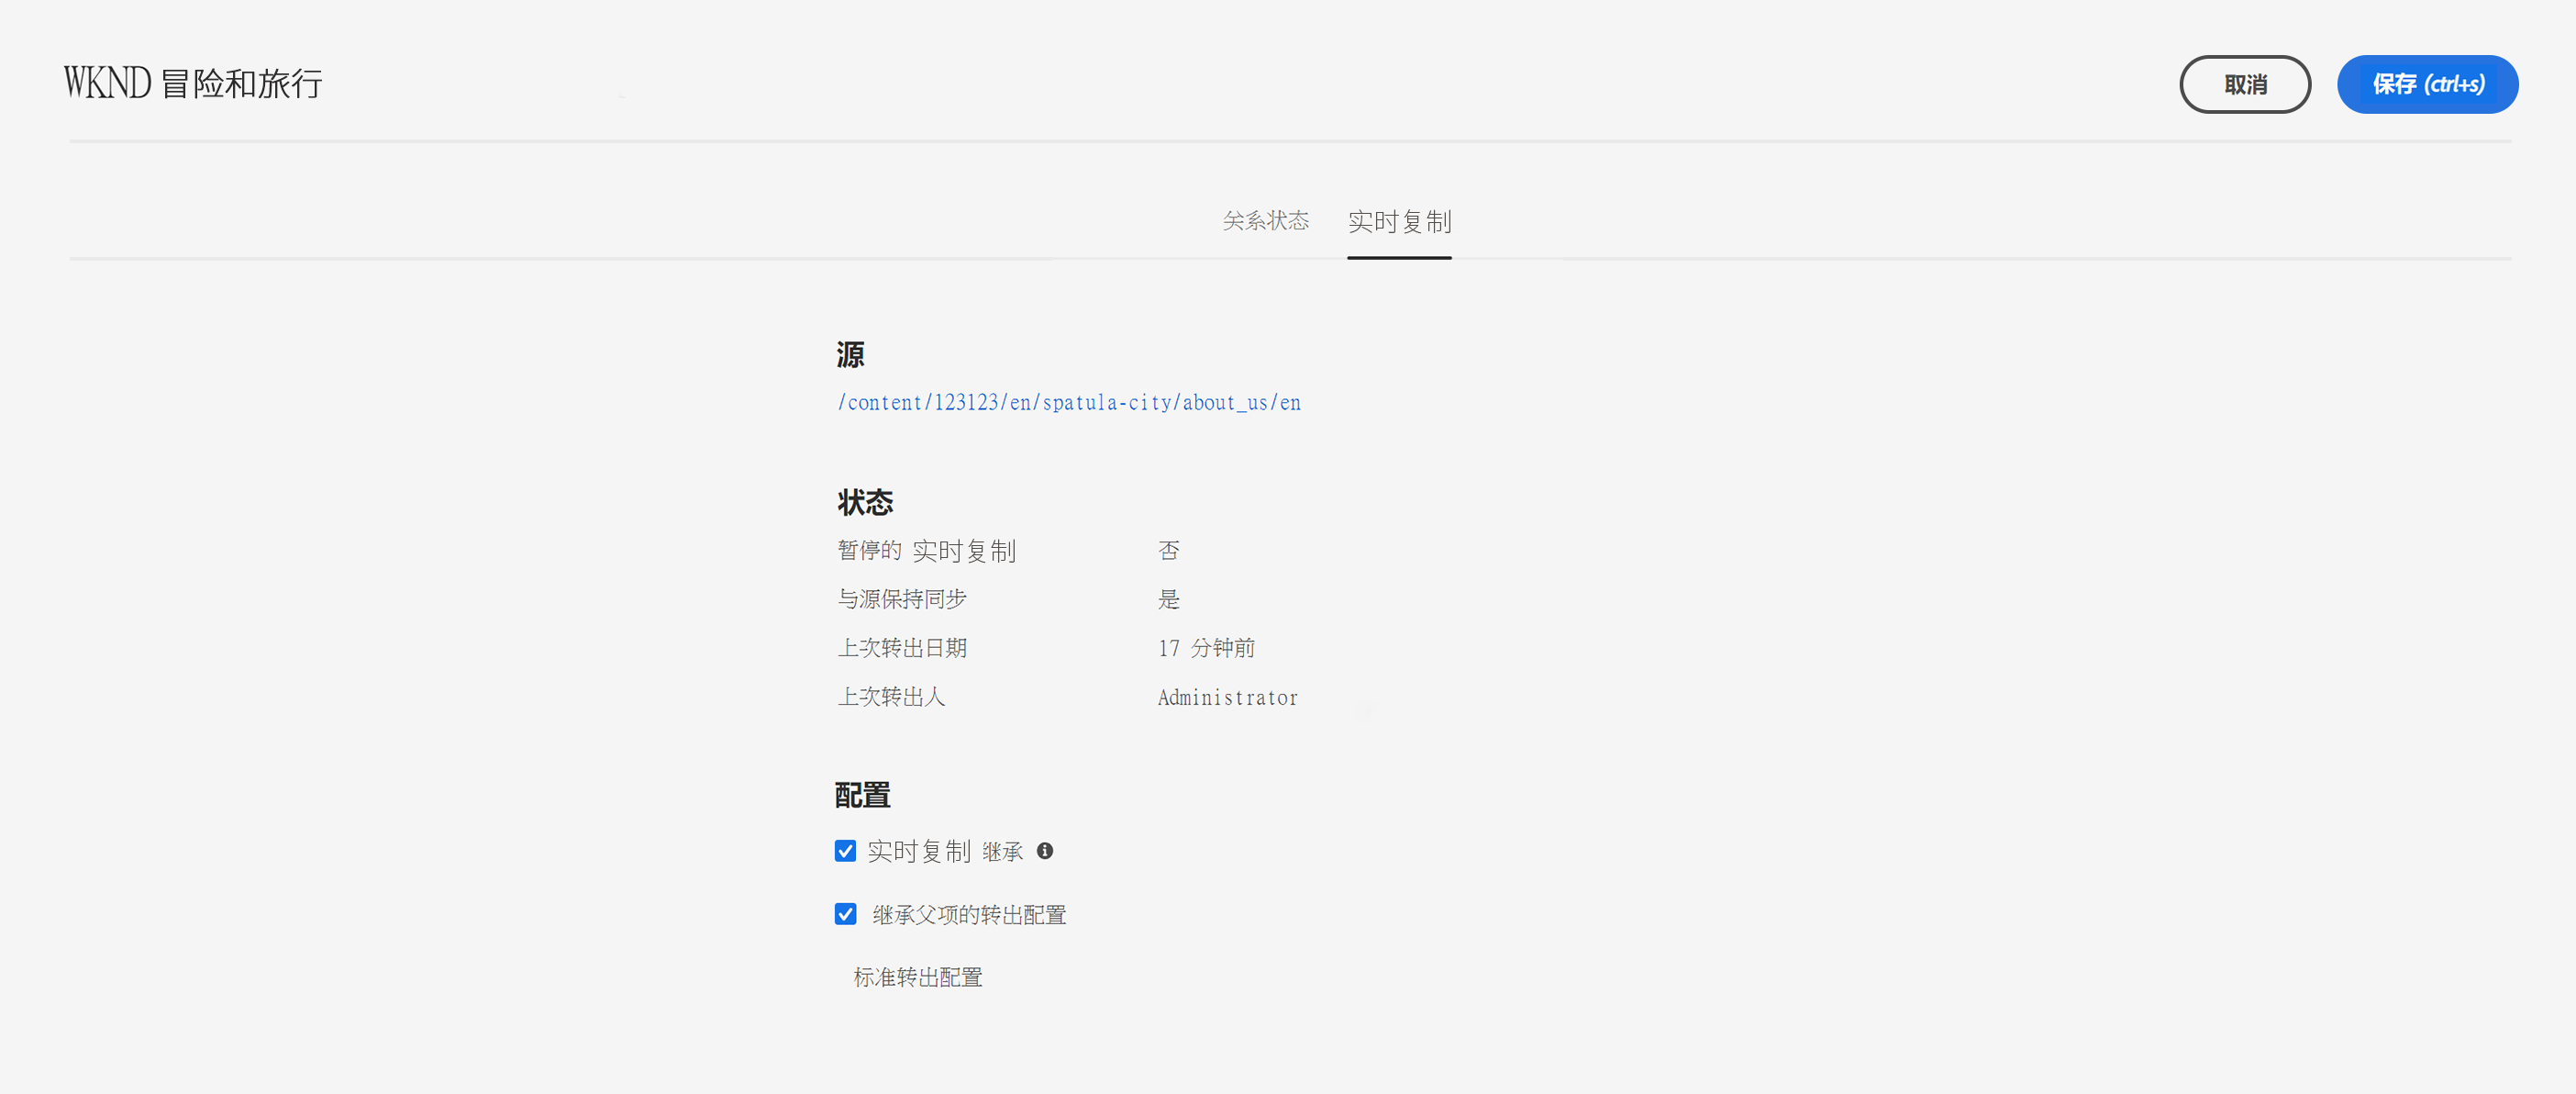 WKND 冒险和旅行
取消 保存 (ctrl+s)
关系状态 实时复制
源
/content/123123/en/spatula-city/about_us/en
状态
暂停的 实时复制 否
与源保持同步 是
上次转出日期 17 分钟前
上次转出人 Administrator
配置
实时复制 继承
继承父项的转出配置
标准转出配置